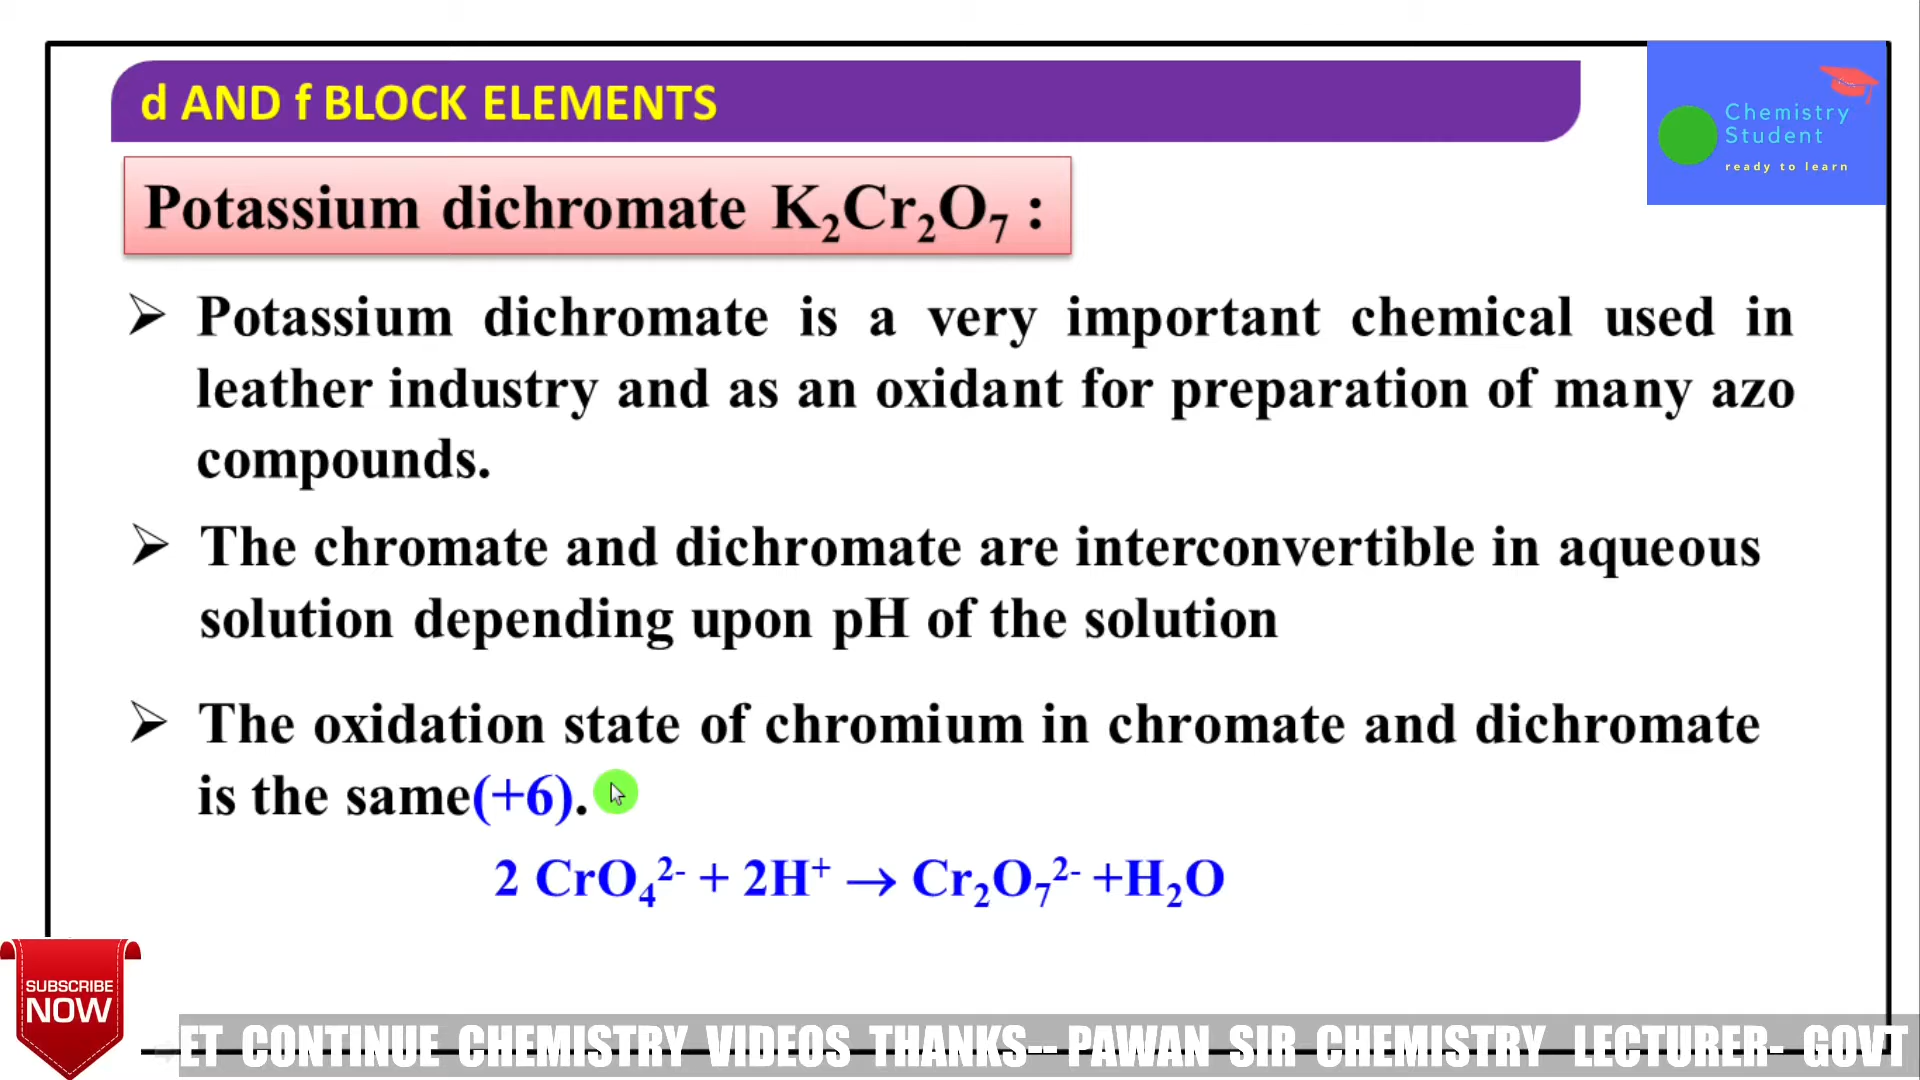 d AND f BLOCK ELEMENTS
Chemistry
Student
ready to learn
Potassium dichromate K₂Cr₂O₇ :
➢ Potassium dichromate is a very important chemical used in
leather industry and as an oxidant for preparation of many azo
compounds.
➢ The chromate and dichromate are interconvertible in aqueous
solution depending upon pH of the solution
➢ The oxidation state of chromium in chromate and dichromate
is the same(+6).
2 CrO₄²⁻ + 2H⁺ → Cr₂O₇²⁻ +H₂O
SUBSCRIBE
NOW
ET CONTINUE CHEMISTRY VIDEOS THANKS-- PAWAN SIR CHEMISTRY LECTURER- GOVT